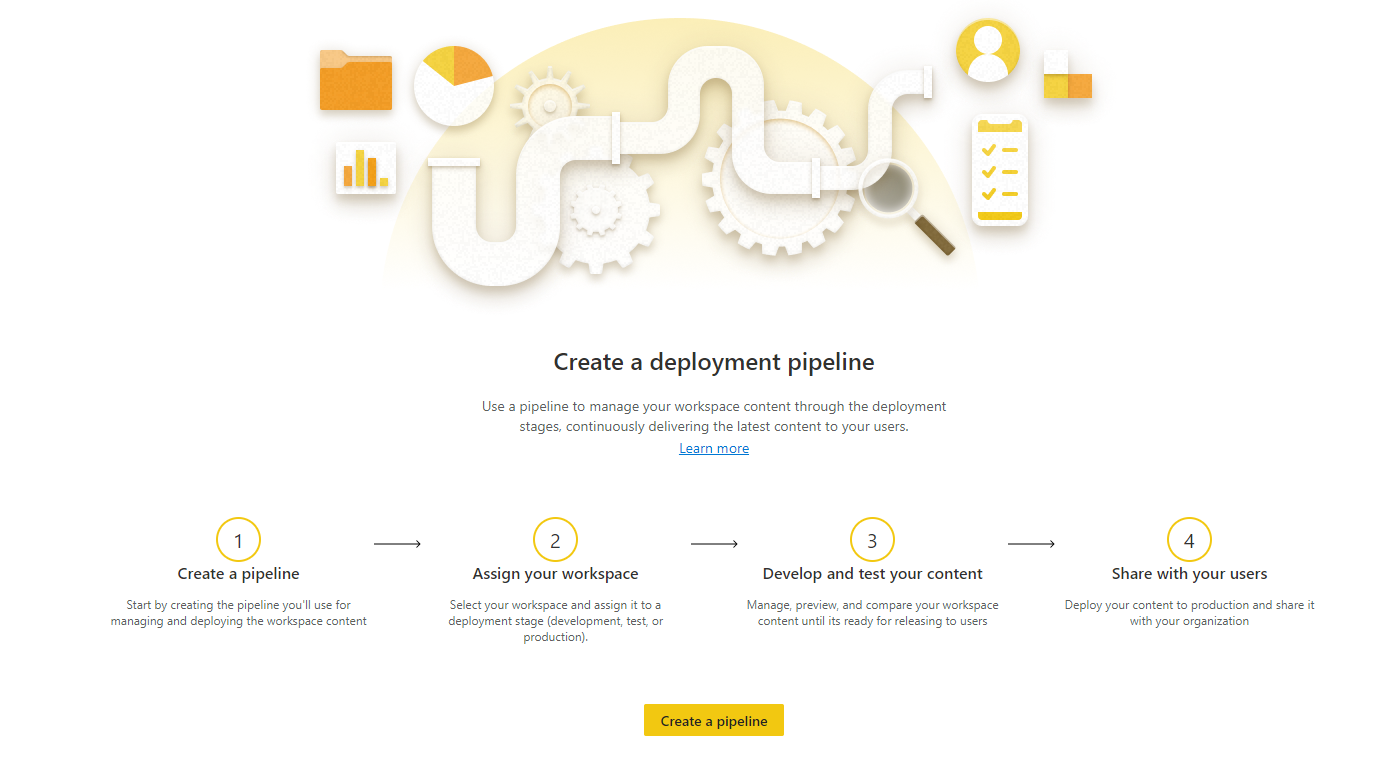 Create a deployment pipeline
Use a pipeline to manage your workspace content through the deployment
stages, continuously delivering the latest content to your users.
Learn more
1
Create a pipeline
Start by creating the pipeline you'll use for
managing and deploying the workspace content
2
Assign your workspace
Select your workspace and assign it to a
deployment stage (development, test, or
production).
3
Develop and test your content
Manage, preview, and compare your workspace
content until its ready for releasing to users
4
Share with your users
Deploy your content to production and share it
with your organization
Create a pipeline